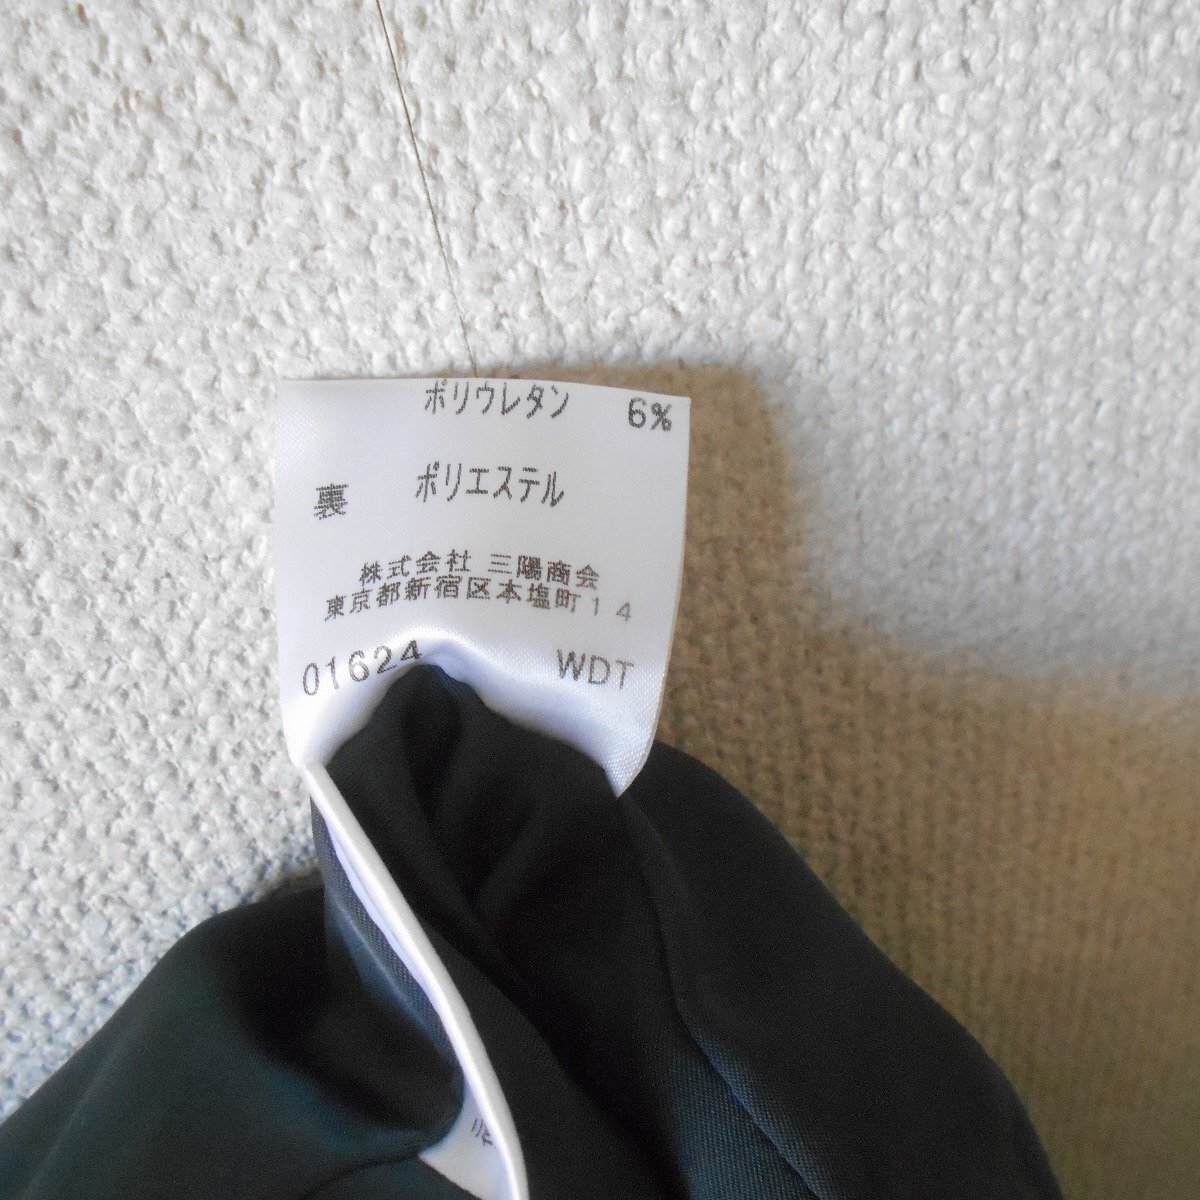 ポリウレタン 6%
裏 ポリエステル
株式会社 三陽商会
東京都新宿区本塩町14
01624 WDT